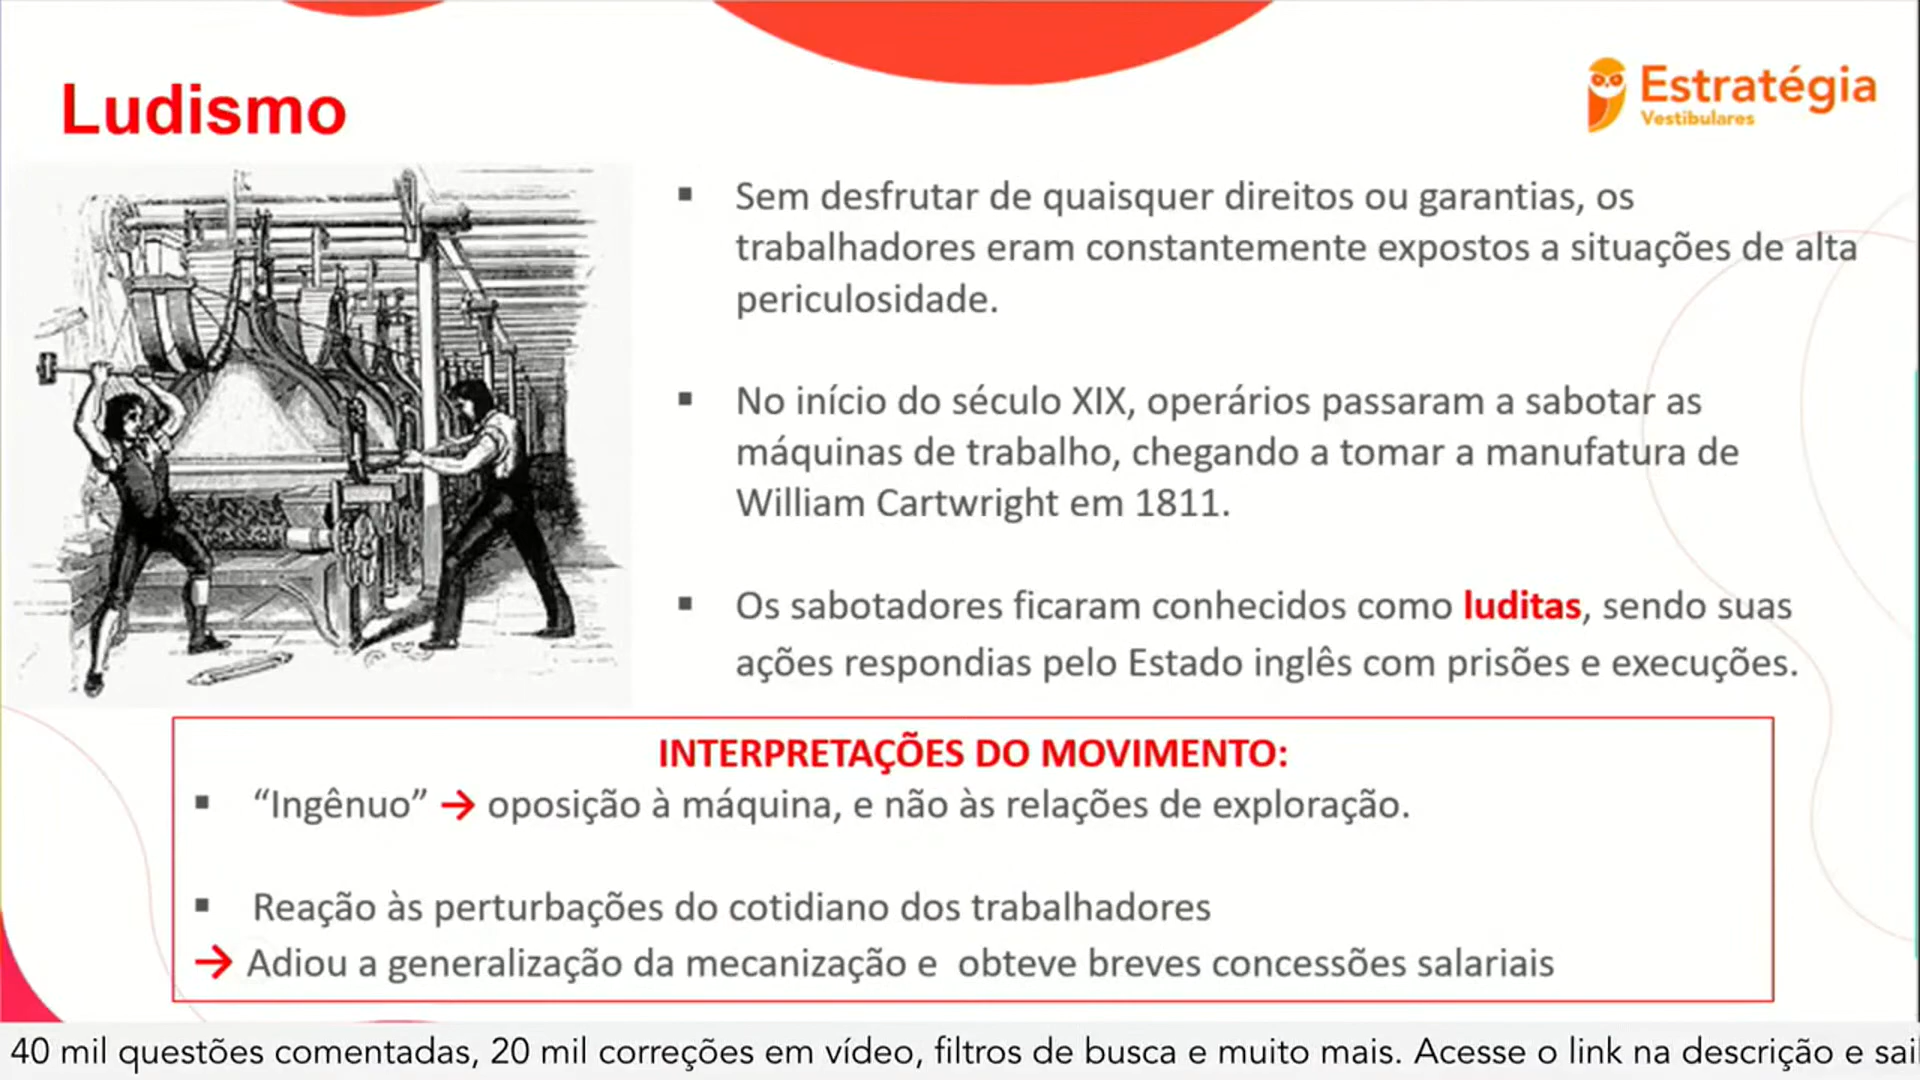 Ludismo
Estratégia
Vestibulares
▪ Sem desfrutar de quaisquer direitos ou garantias, os
trabalhadores eram constantemente expostos a situações de alta
periculosidade.
▪ No início do século XIX, operários passaram a sabotar as
máquinas de trabalho, chegando a tomar a manufatura de
William Cartwright em 1811.
▪ Os sabotadores ficaram conhecidos como luditas, sendo suas
ações respondias pelo Estado inglês com prisões e execuções.
INTERPRETAÇÕES DO MOVIMENTO:
▪ “Ingênuo” → oposição à máquina, e não às relações de exploração.
▪ Reação às perturbações do cotidiano dos trabalhadores
→ Adiou a generalização da mecanização e obteve breves concessões salariais
40 mil questões comentadas, 20 mil correções em vídeo, filtros de busca e muito mais. Acesse o link na descrição e sai